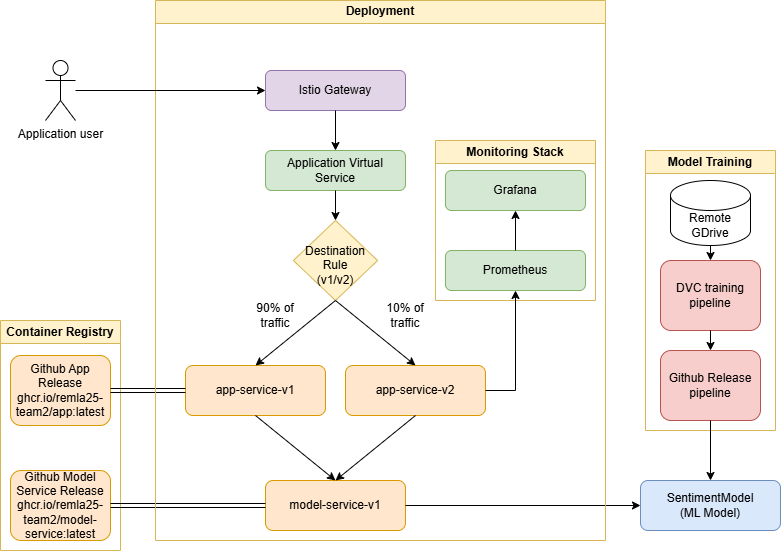 Deployment
Istio Gateway
Application user
Application Virtual
Service
Monitoring Stack
Grafana
Prometheus
Model Training
Remote
GDrive
DVC training
pipeline
Github Release
pipeline
Destination
Rule
(v1/v2)
90% of
traffic
10% of
traffic
Container Registry
Github App
Release
ghcr.io/remla25-
team2/app:latest
app-service-v1
app-service-v2
Github Model
Service Release
ghcr.io/remla25-
team2/model-
service:latest
model-service-v1
SentimentModel
(ML Model)